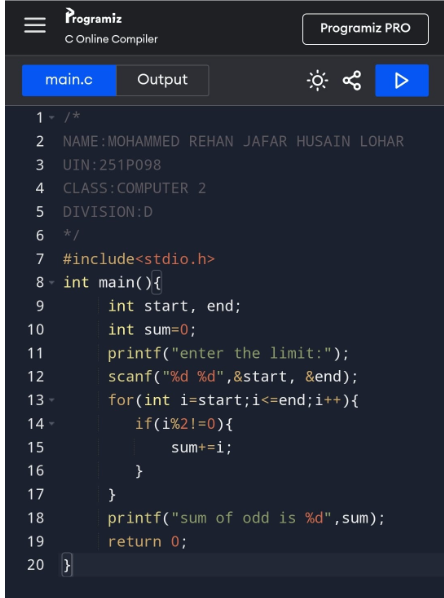 Programiz
C Online Compiler
Programiz PRO
main.c Output
1 /*
2 NAME:MOHAMMED REHAN JAFAR HUSAIN LOHAR
3 UIN:251P098
4 CLASS:COMPUTER 2
5 DIVISION:D
6 */
7 #include<stdio.h>
8 int main(){
9 int start, end;
10 int sum=0;
11 printf("enter the limit:");
12 scanf("%d %d",&start, &end);
13 for(int i=start;i<=end;i++){
14 if(i%2!=0){
15 sum+=i;
16 }
17 }
18 printf("sum of odd is %d",sum);
19 return 0;
20 }